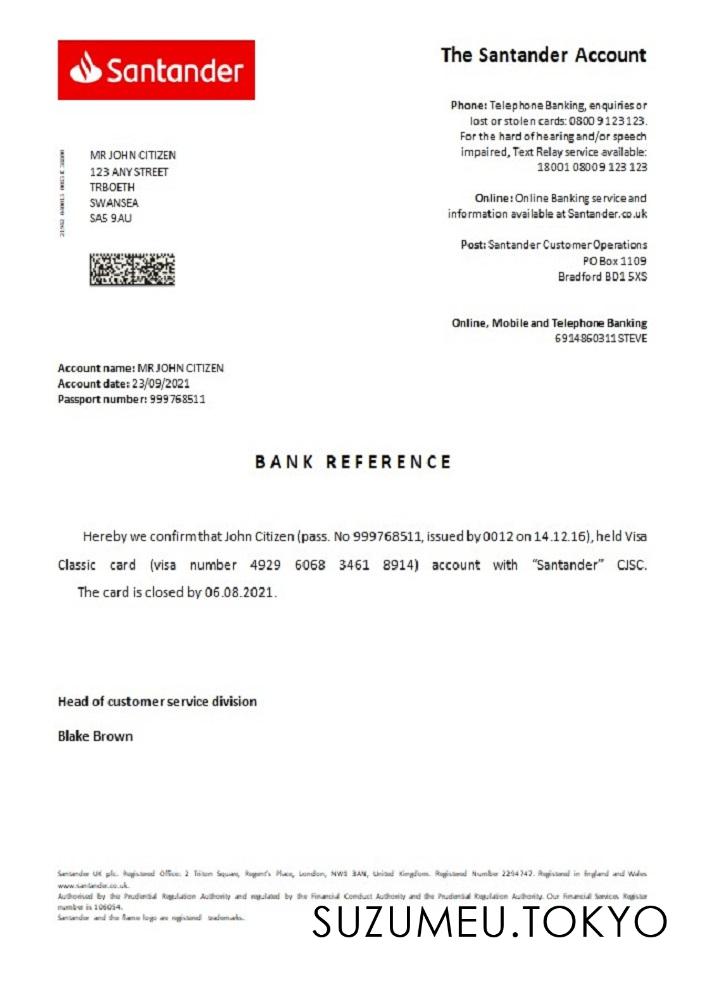 Santander
The Santander Account
Phone: Telephone Banking, enquiries or
lost or stolen cards: 0800 9 123 123.
For the hard of hearing and/or speech
impaired, Text Relay service available:
18001 0800 9 123 123
Online: Online Banking service and
information available at Santander.co.uk
Post: Santander Customer Operations
PO Box 1109
Bradford BD1 5XS
Online, Mobile and Telephone Banking
6914860311 STEVE
MR JOHN CITIZEN
123 ANY STREET
TRBOETH
SWANSEA
SA5 9AU
Account name: MR JOHN CITIZEN
Account date: 23/09/2021
Passport number: 999768511
BANK REFERENCE
Hereby we confirm that John Citizen (pass. No 999768511, issued by 0012 on 14.12.16), held Visa
Classic card (visa number 4929 6068 3461 8914) account with “Santander” CJSC.
The card is closed by 06.08.2021.
Head of customer service division
Blake Brown
Santander UK plc. Registered Office: 2 Triton Square, Regent's Place, London, NW1 3AN, United Kingdom. Registered Number 2294747. Registered in England and Wales
www.santander.co.uk.
Authorised by the Prudential Regulation Authority and regulated by the Financial Conduct Authority and the Prudential Regulation Authority. Our Financial Services Register
number is 106054.
Santander and the flame logo are registered trademarks.
SUZUMEU.TOKYO